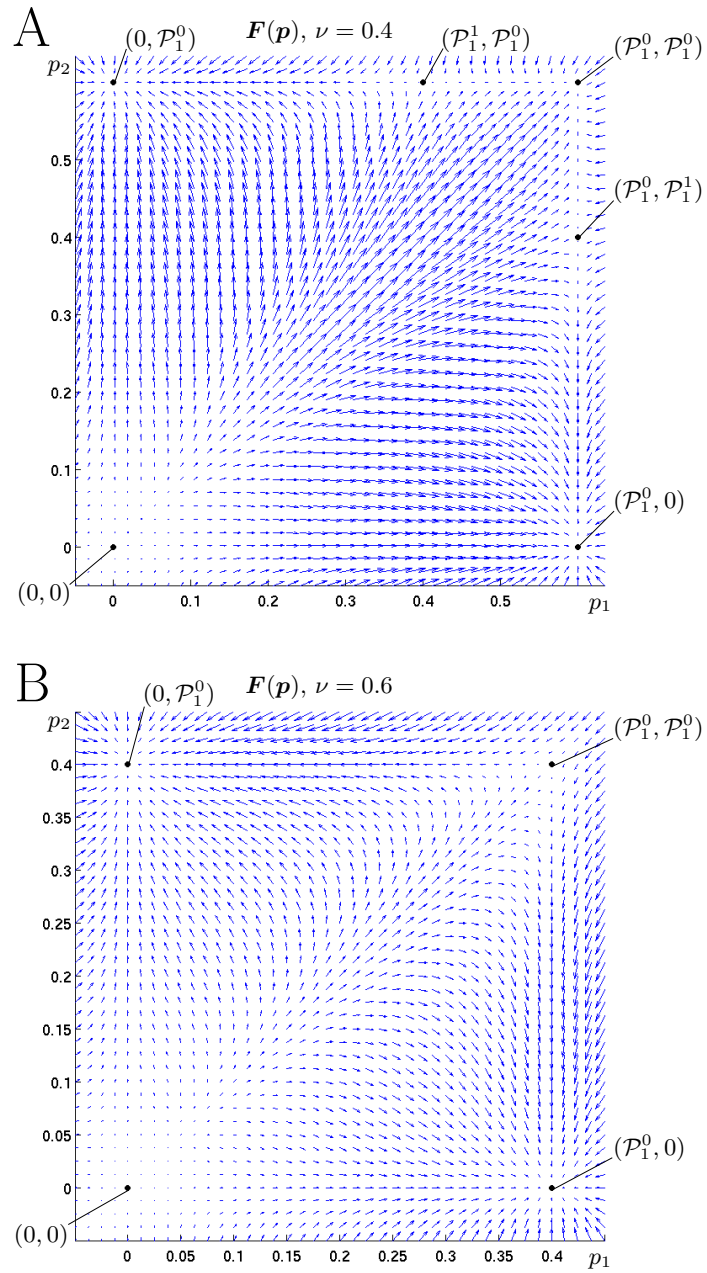 A
F(p), ν = 0.4
(0, 𝒫₁⁰)
(𝒫₁¹, 𝒫₁⁰)
(𝒫₁⁰, 𝒫₁⁰)
p₂
0.5
(𝒫₁⁰, 𝒫₁¹)
0.4
0.3
0.2
0.1
(𝒫₁⁰, 0)
0
(0, 0)
0 0.1 0.2 0.3 0.4 0.5 p₁
B
F(p), ν = 0.6
(0, 𝒫₁⁰)
(𝒫₁⁰, 𝒫₁⁰)
p₂
0.4
0.35
0.3
0.25
0.2
0.15
0.1
0.05
(𝒫₁⁰, 0)
0
(0, 0)
0 0.05 0.1 0.15 0.2 0.25 0.3 0.35 0.4 p₁